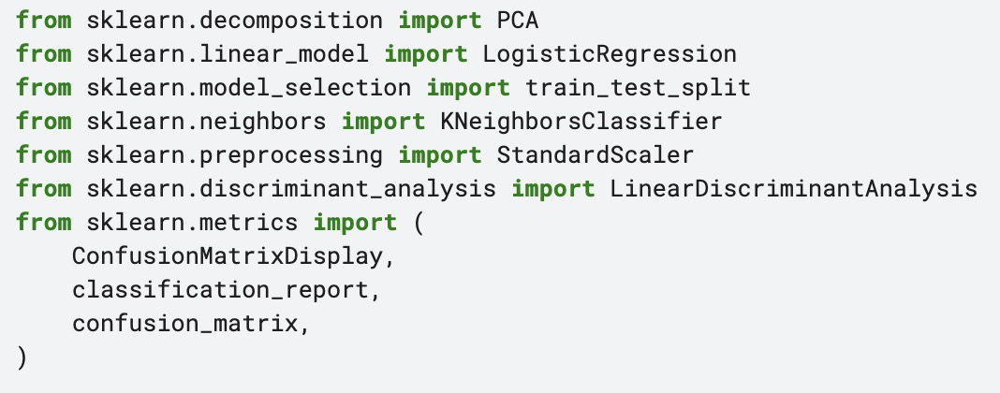 from sklearn.decomposition import PCA
from sklearn.linear_model import LogisticRegression
from sklearn.model_selection import train_test_split
from sklearn.neighbors import KNeighborsClassifier
from sklearn.preprocessing import StandardScaler
from sklearn.discriminant_analysis import LinearDiscriminantAnalysis
from sklearn.metrics import (
    ConfusionMatrixDisplay,
    classification_report,
    confusion_matrix,
)